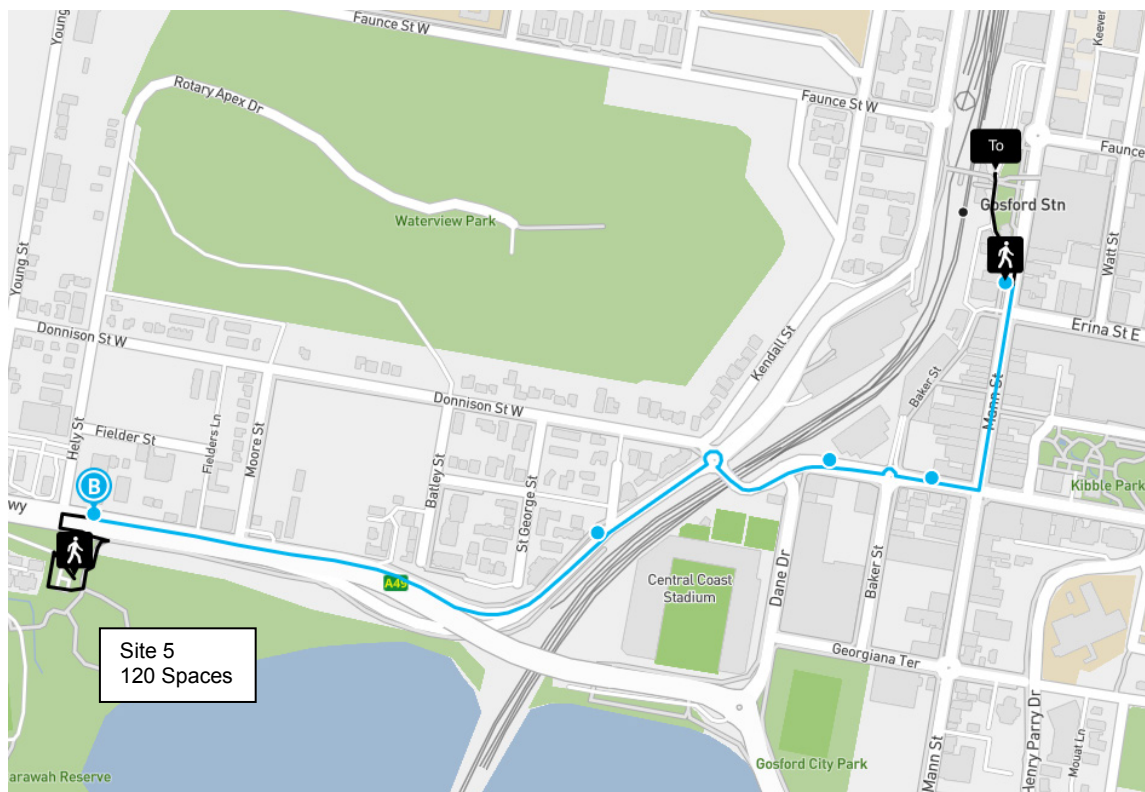 Young St
Faunce St W
Keever
Rotary Apex Dr
Faunce St W
To
Faunce
Gosford Stn
Waterview Park
Young St
Watt St
Erina St E
Donnison St W
Kendall St
Baker St
Mann St
Donnison St W
Hely St
Fielder St
Fielders Ln
Moore St
Batley St
St George St
Kibble Park
B
wy
A49
Central Coast
Stadium
Dane Dr
Baker St
H
Site 5
120 Spaces
Georgiana Ter
Henry Parry Dr
Mann St
Mouat Ln
Gosford City Park
arawah Reserve